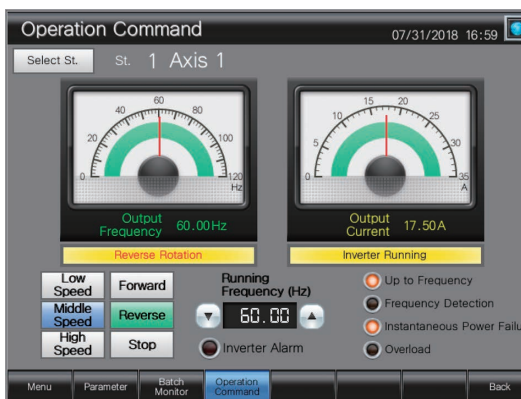 Operation Command
07/31/2018 16:59
Select St.
St. 1 Axis 1
0 20 40 60 80 100 120
Hz
0 5 10 15 20 25 30 35
A
Output
Frequency 60.00Hz
Output
Current 17.50A
Reverse Rotation
Inverter Running
Low
Speed
Forward
Running
Frequency (Hz)
Up to Frequency
Middle
Speed
Reverse
60.00
Frequency Detection
Instantaneous Power Failu
High
Speed
Stop
Inverter Alarm
Overload
Menu
Parameter
Batch
Monitor
Operation
Command
Back